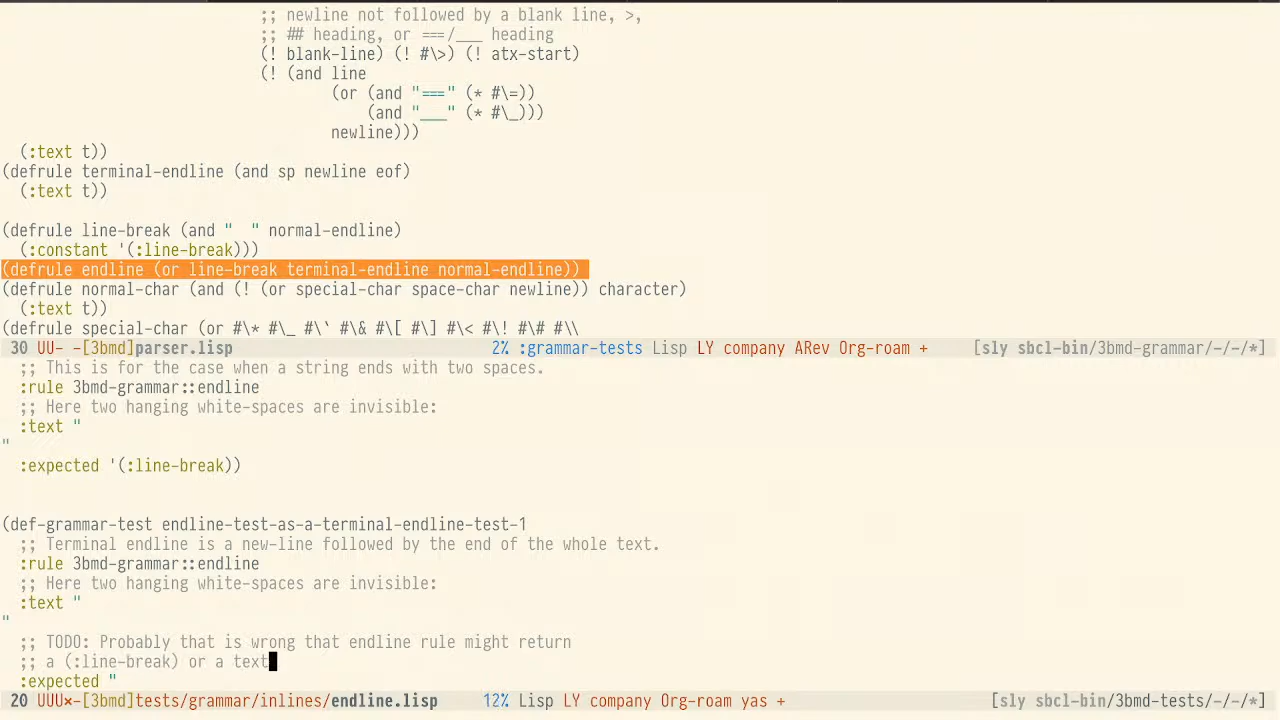 ;; newline not followed by a blank line, >,
;; ## heading, or ===/___ heading
(! blank-line) (! #\>) (! atx-start)
(! (and line
(or (and "===" (* #\=))
(and "___" (* #\_)))
newline)))
(:text t))
(defrule terminal-endline (and sp newline eof)
(:text t))
(defrule line-break (and "  " normal-endline)
(:constant '(:line-break)))
(defrule endline (or line-break terminal-endline normal-endline))
(defrule normal-char (and (! (or special-char space-char newline)) character)
(:text t))
(defrule special-char (or #\* #\_ #\` #\& #\[ #\] #\< #\! #\# #\\
30 UU- -[3bmd]parser.lisp 2% :grammar-tests Lisp LY company ARev Org-roam + [sly sbcl-bin/3bmd-grammar/-/-/*]
;; This is for the case when a string ends with two spaces.
:rule 3bmd-grammar::endline
;; Here two hanging white-spaces are invisible:
:text "
"
:expected '(:line-break))
(def-grammar-test endline-test-as-a-terminal-endline-test-1
;; Terminal endline is a new-line followed by the end of the whole text.
:rule 3bmd-grammar::endline
;; Here two hanging white-spaces are invisible:
:text "
"
;; TODO: Probably that is wrong that endline rule might return
;; a (:line-break) or a text
:expected "
20 UUU×-[3bmd]tests/grammar/inlines/endline.lisp 12% Lisp LY company Org-roam yas + [sly sbcl-bin/3bmd-tests/-/-/*]